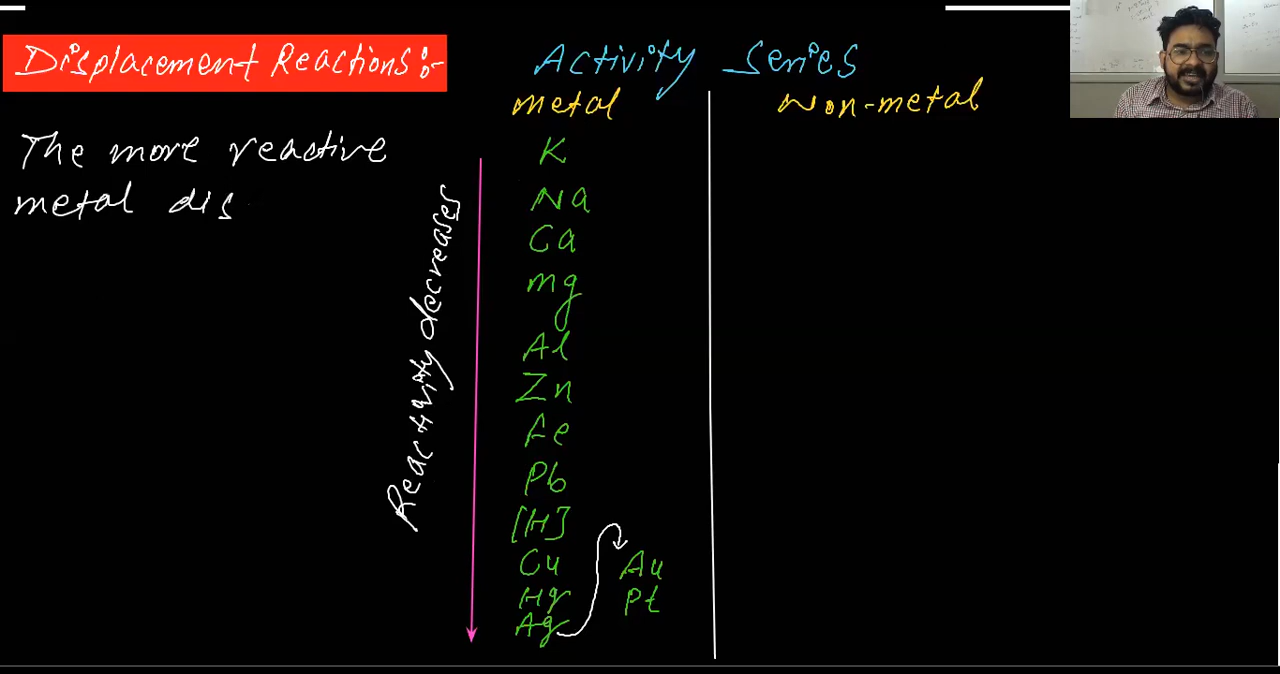 Displacement Reactions:-
Activity Series
metal
Non-metal
The more reactive
metal dis
Reactivity decreases
K
Na
Ca
mg
Al
Zn
Fe
Pb
[H]
Cu
Hg
Ag
Au
Pt